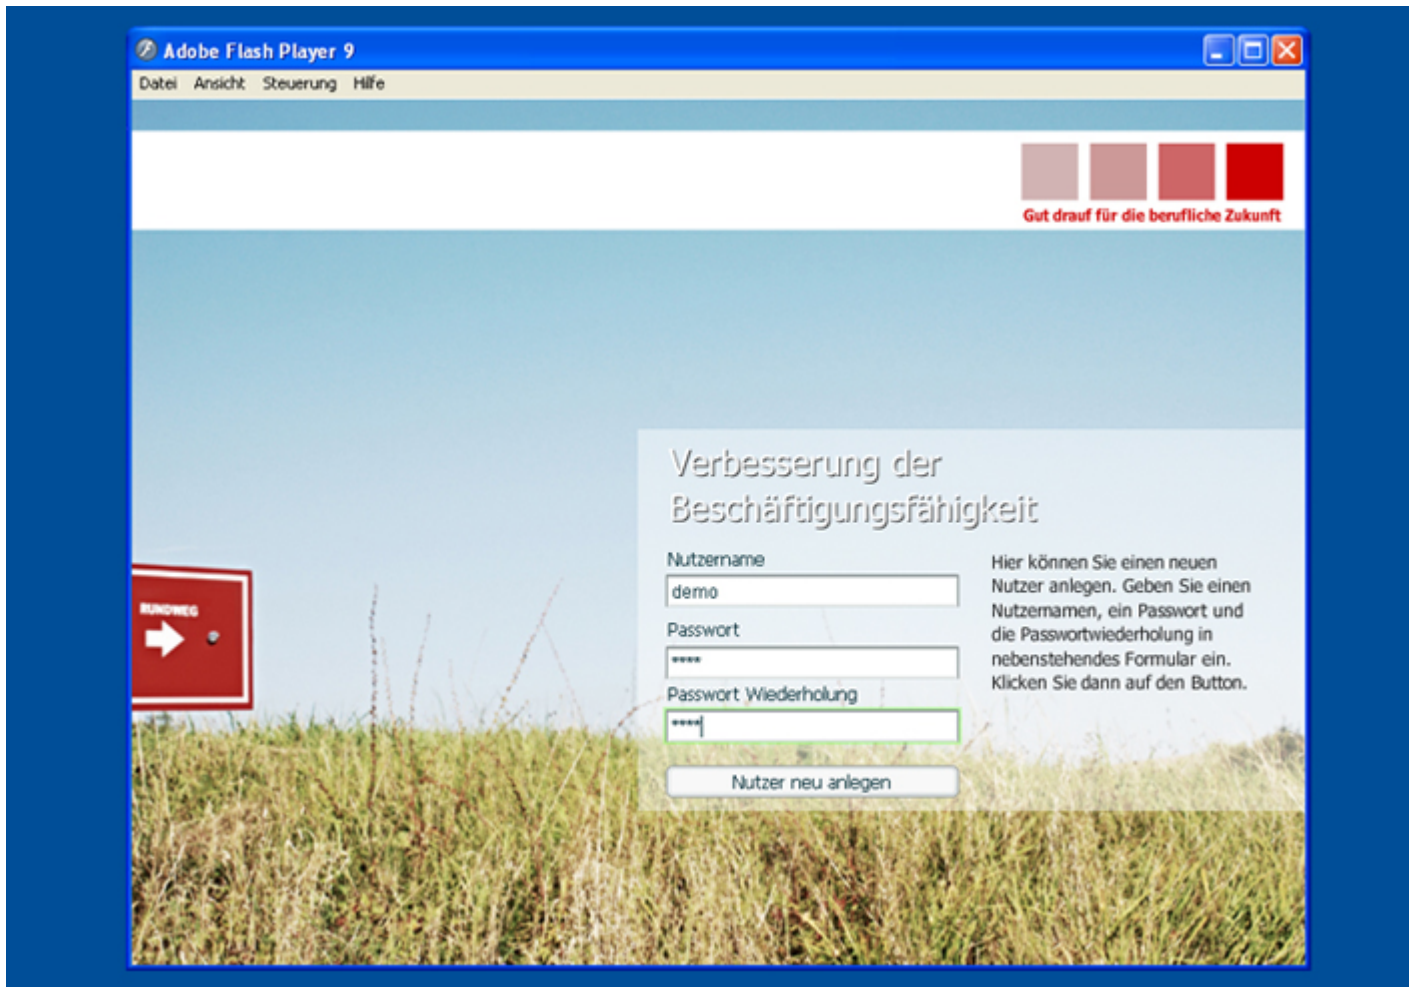 Adobe Flash Player 9
Datei Ansicht Steuerung Hilfe
Gut drauf für die berufliche Zukunft
Verbesserung der
Beschäftigungsfähigkeit
Nutzername
demo
Passwort
****
Passwort Wiederholung
****
Nutzer neu anlegen
Hier können Sie einen neuen
Nutzer anlegen. Geben Sie einen
Nutzernamen, ein Passwort und
die Passwortwiederholung in
nebenstehendes Formular ein.
Klicken Sie dann auf den Button.
RUNDWEG